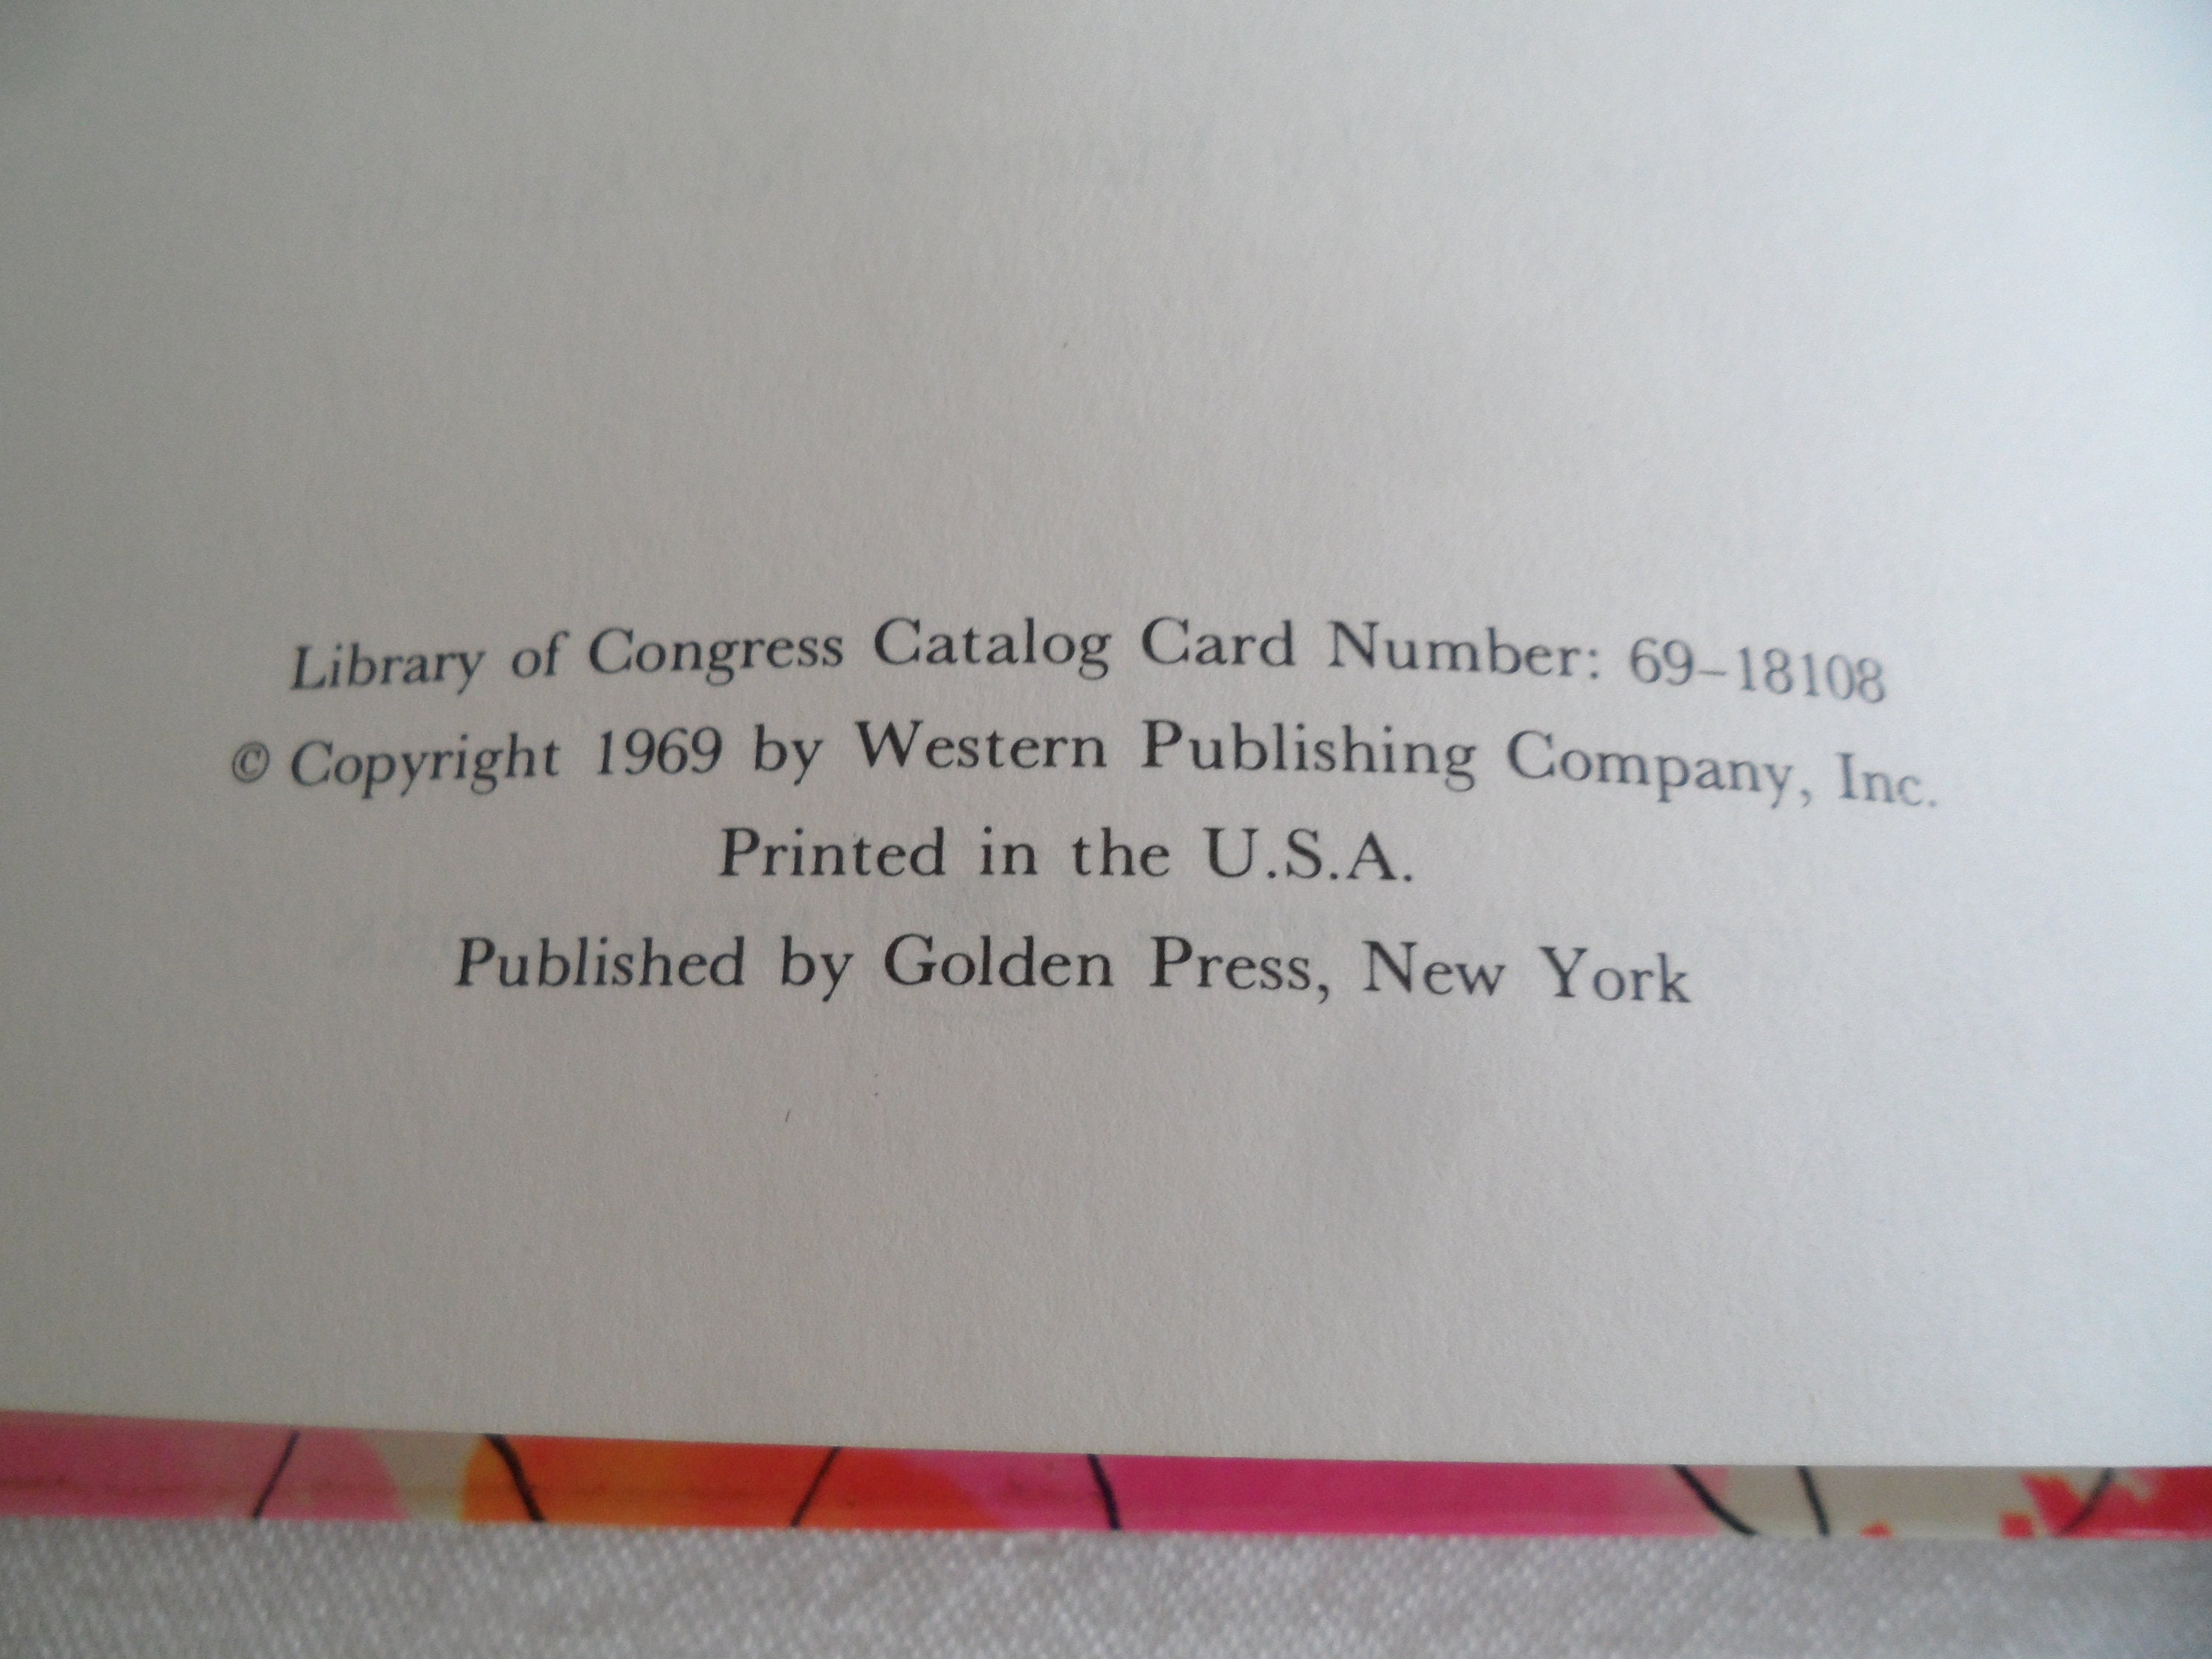 Library of Congress Catalog Card Number: 69–18108
© Copyright 1969 by Western Publishing Company, Inc.
Printed in the U.S.A.
Published by Golden Press, New York